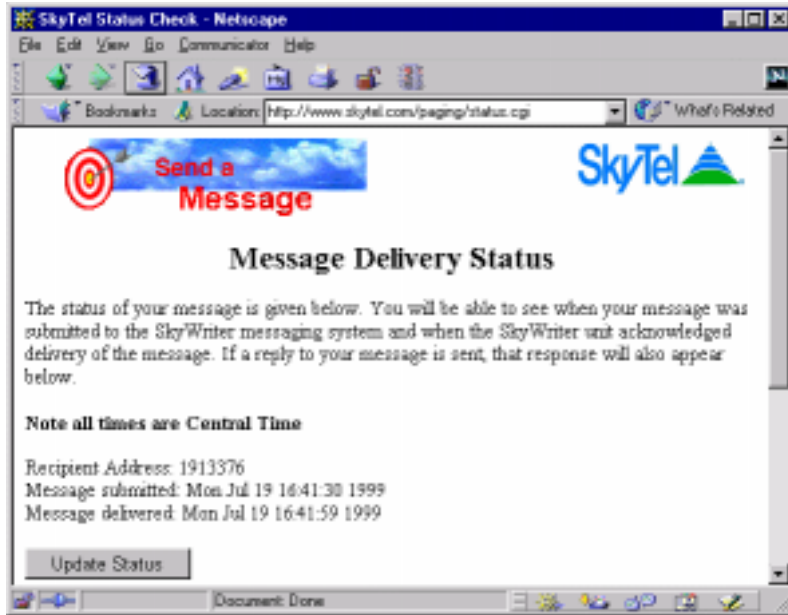 SkyTel Status Check - Netscape
File Edit View Go Communicator Help
Bookmarks Location: http://www.skytel.com/paging/status.cgi What's Related
Send a
Message
SkyTel
Message Delivery Status
The status of your message is given below. You will be able to see when your message was
submitted to the SkyWriter messaging system and when the SkyWriter unit acknowledged
delivery of the message. If a reply to your message is sent, that response will also appear
below.
Note all times are Central Time
Recipient Address: 1913376
Message submitted: Mon Jul 19 16:41:30 1999
Message delivered: Mon Jul 19 16:41:59 1999
Update Status
Document: Done